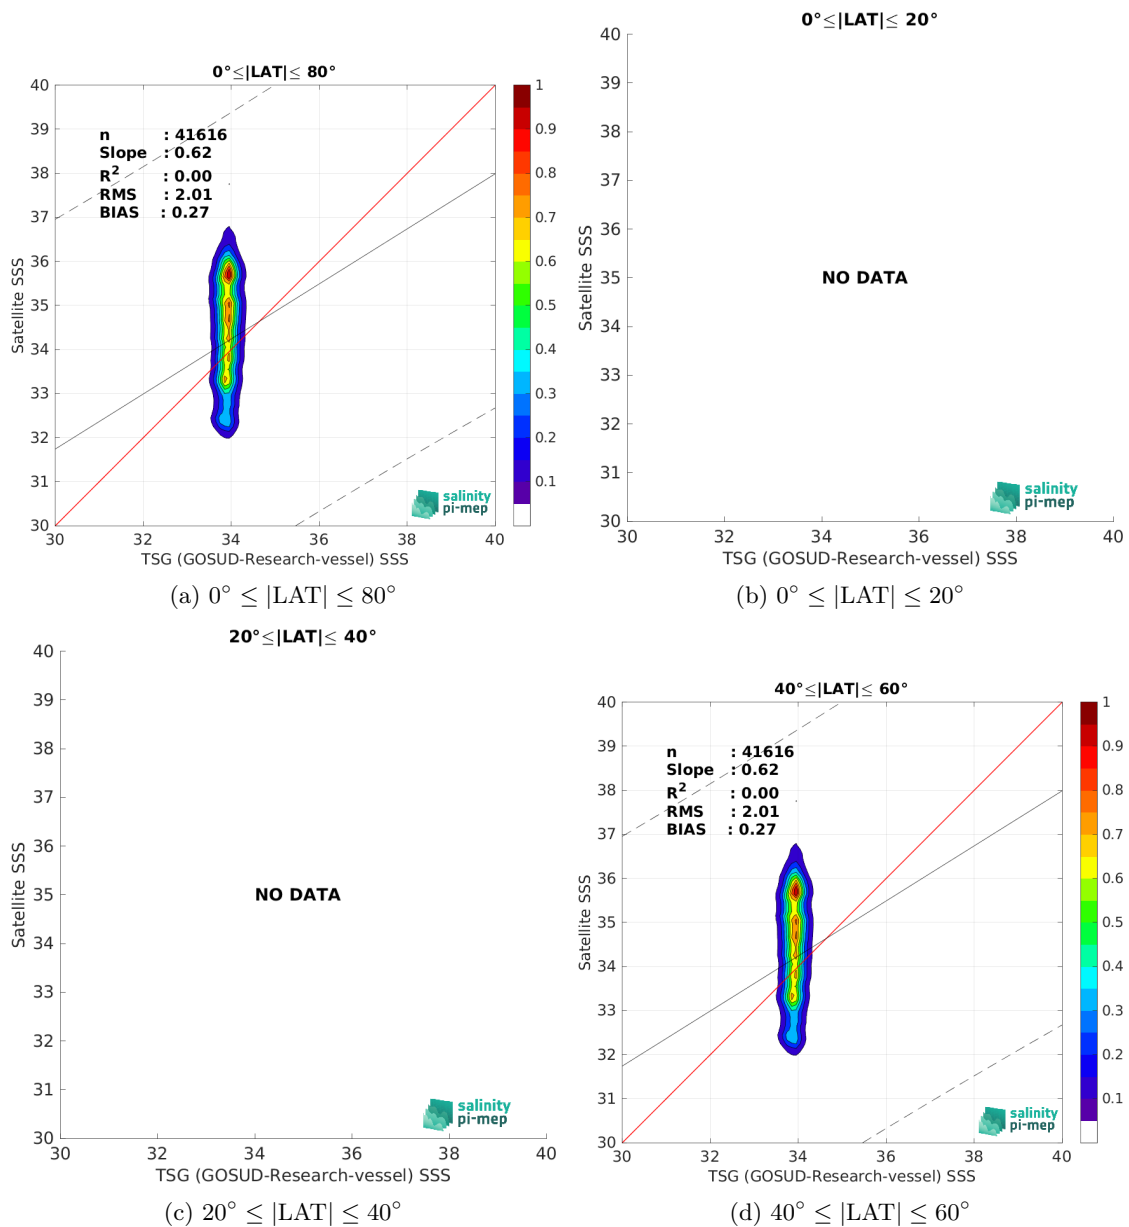 0°≤|LAT|≤ 80°
40
39
38
37
36
35
34
33
32
31
30
Satellite SSS
n : 41616
Slope : 0.62
R² : 0.00
RMS : 2.01
BIAS : 0.27
1
0.9
0.8
0.7
0.6
0.5
0.4
0.3
0.2
0.1
salinity
pi-mep
30 32 34 36 38 40
TSG (GOSUD-Research-vessel) SSS
(a) 0° ≤ |LAT| ≤ 80°
0°≤|LAT|≤ 20°
40
39
38
37
36
35
34
33
32
31
30
Satellite SSS
NO DATA
salinity
pi-mep
30 32 34 36 38 40
TSG (GOSUD-Research-vessel) SSS
(b) 0° ≤ |LAT| ≤ 20°
20°≤|LAT|≤ 40°
40
39
38
37
36
35
34
33
32
31
30
Satellite SSS
NO DATA
salinity
pi-mep
30 32 34 36 38 40
TSG (GOSUD-Research-vessel) SSS
(c) 20° ≤ |LAT| ≤ 40°
40°≤|LAT|≤ 60°
40
39
38
37
36
35
34
33
32
31
30
Satellite SSS
n : 41616
Slope : 0.62
R² : 0.00
RMS : 2.01
BIAS : 0.27
1
0.9
0.8
0.7
0.6
0.5
0.4
0.3
0.2
0.1
salinity
pi-mep
30 32 34 36 38 40
TSG (GOSUD-Research-vessel) SSS
(d) 40° ≤ |LAT| ≤ 60°